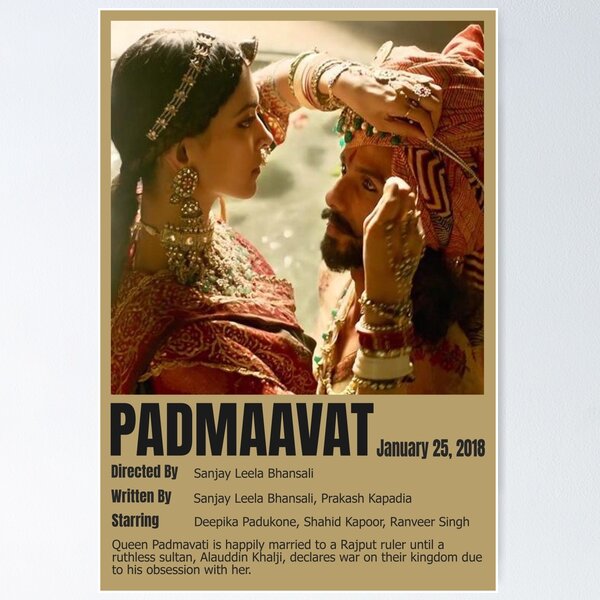 PADMAAVAT January 25, 2018
Directed By Sanjay Leela Bhansali
Written By Sanjay Leela Bhansali, Prakash Kapadia
Starring Deepika Padukone, Shahid Kapoor, Ranveer Singh
Queen Padmavati is happily married to a Rajput ruler until a
ruthless sultan, Alauddin Khalji, declares war on their kingdom due
to his obsession with her.